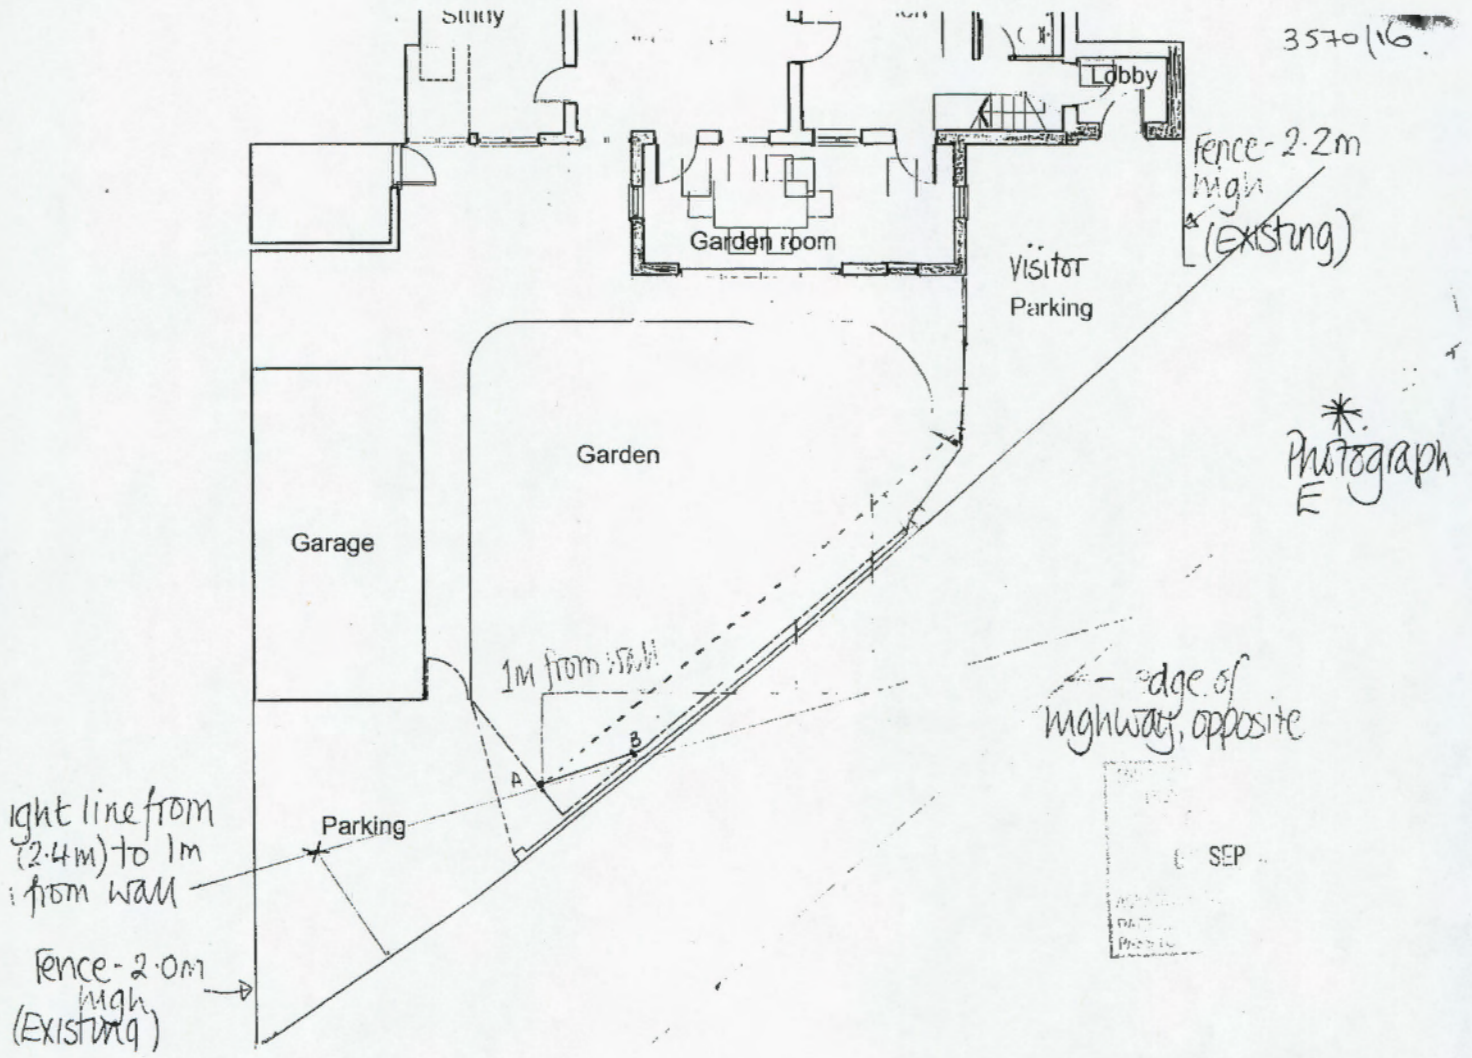 Study
3570/16
Lobby
Fence - 2.2m
high
(Existing)
Garden room
Visitor
Parking
Photograph
E
Garden
Garage
1m from wall
edge of
highway, opposite
B
A
ight line from
(2.4m) to 1m
from wall
Parking
SEP
Fence - 2.0m
high
(Existing)